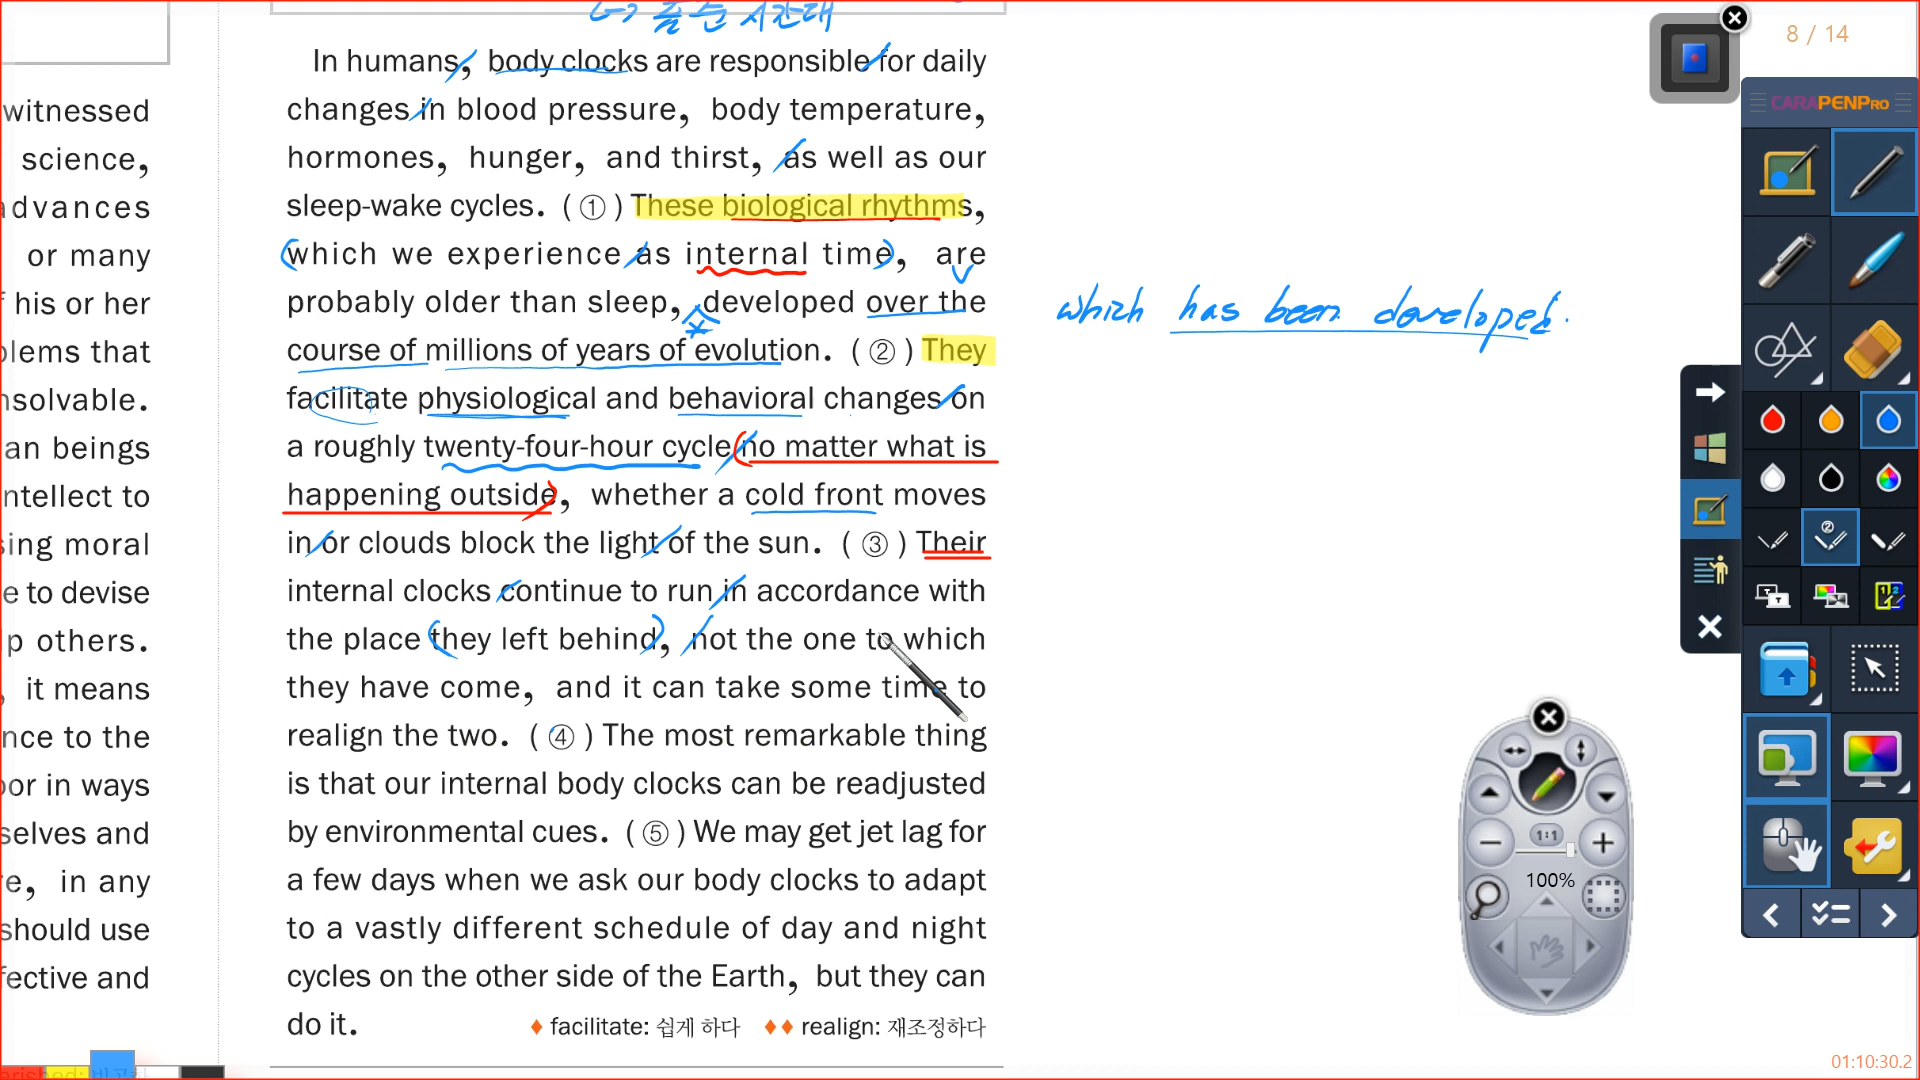 ↳ 좁은 시간대
In humans, body clocks are responsible for daily
changes in blood pressure, body temperature,
hormones, hunger, and thirst, as well as our
sleep-wake cycles. ( ① ) These biological rhythms,
which we experience as internal time, are
probably older than sleep, developed over the
course of millions of years of evolution. ( ② ) They
facilitate physiological and behavioral changes on
a roughly twenty-four-hour cycle no matter what is
happening outside, whether a cold front moves
in or clouds block the light of the sun. ( ③ ) Their
internal clocks continue to run in accordance with
the place they left behind, not the one to which
they have come, and it can take some time to
realign the two. ( ④ ) The most remarkable thing
is that our internal body clocks can be readjusted
by environmental cues. ( ⑤ ) We may get jet lag for
a few days when we ask our body clocks to adapt
to a vastly different schedule of day and night
cycles on the other side of the Earth, but they can
do it.
♦ facilitate: 쉽게 하다 ♦♦ realign: 재조정하다
witnessed
science,
advances
or many
his or her
blems that
nsolvable.
an beings
ntellect to
sing moral
e to devise
p others.
, it means
nce to the
oor in ways
selves and
e, in any
should use
fective and
which has been developed.
8 / 14
CARAPENPRO
1:1
100%
01:10:30.2